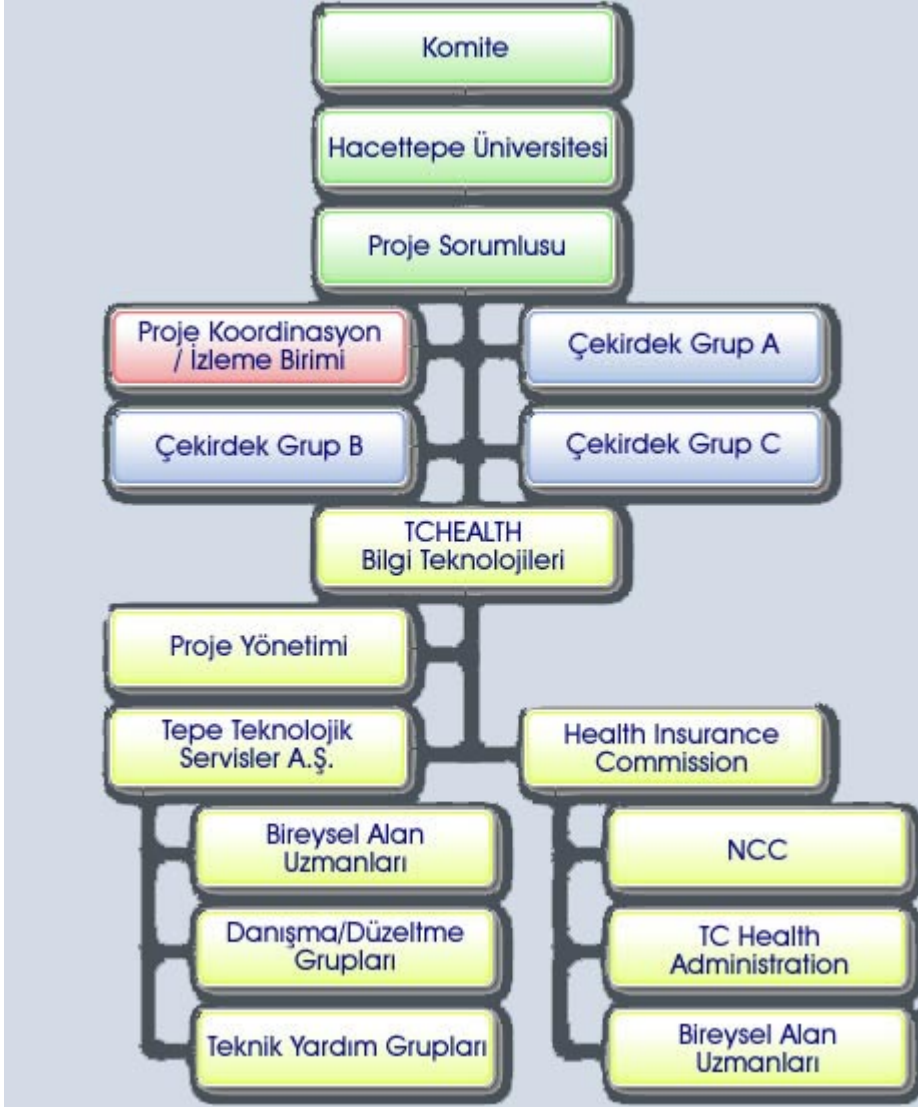 Komite
Hacettepe Üniversitesi
Proje Sorumlusu
Proje Koordinasyon
/ İzleme Birimi
Çekirdek Grup A
Çekirdek Grup B
Çekirdek Grup C
TCHEALTH
Bilgi Teknolojileri
Proje Yönetimi
Tepe Teknolojik
Servisler A.Ş.
Health Insurance
Commission
Bireysel Alan
Uzmanları
NCC
Danışma/Düzeltme
Grupları
TC Health
Administration
Teknik Yardım Grupları
Bireysel Alan
Uzmanları